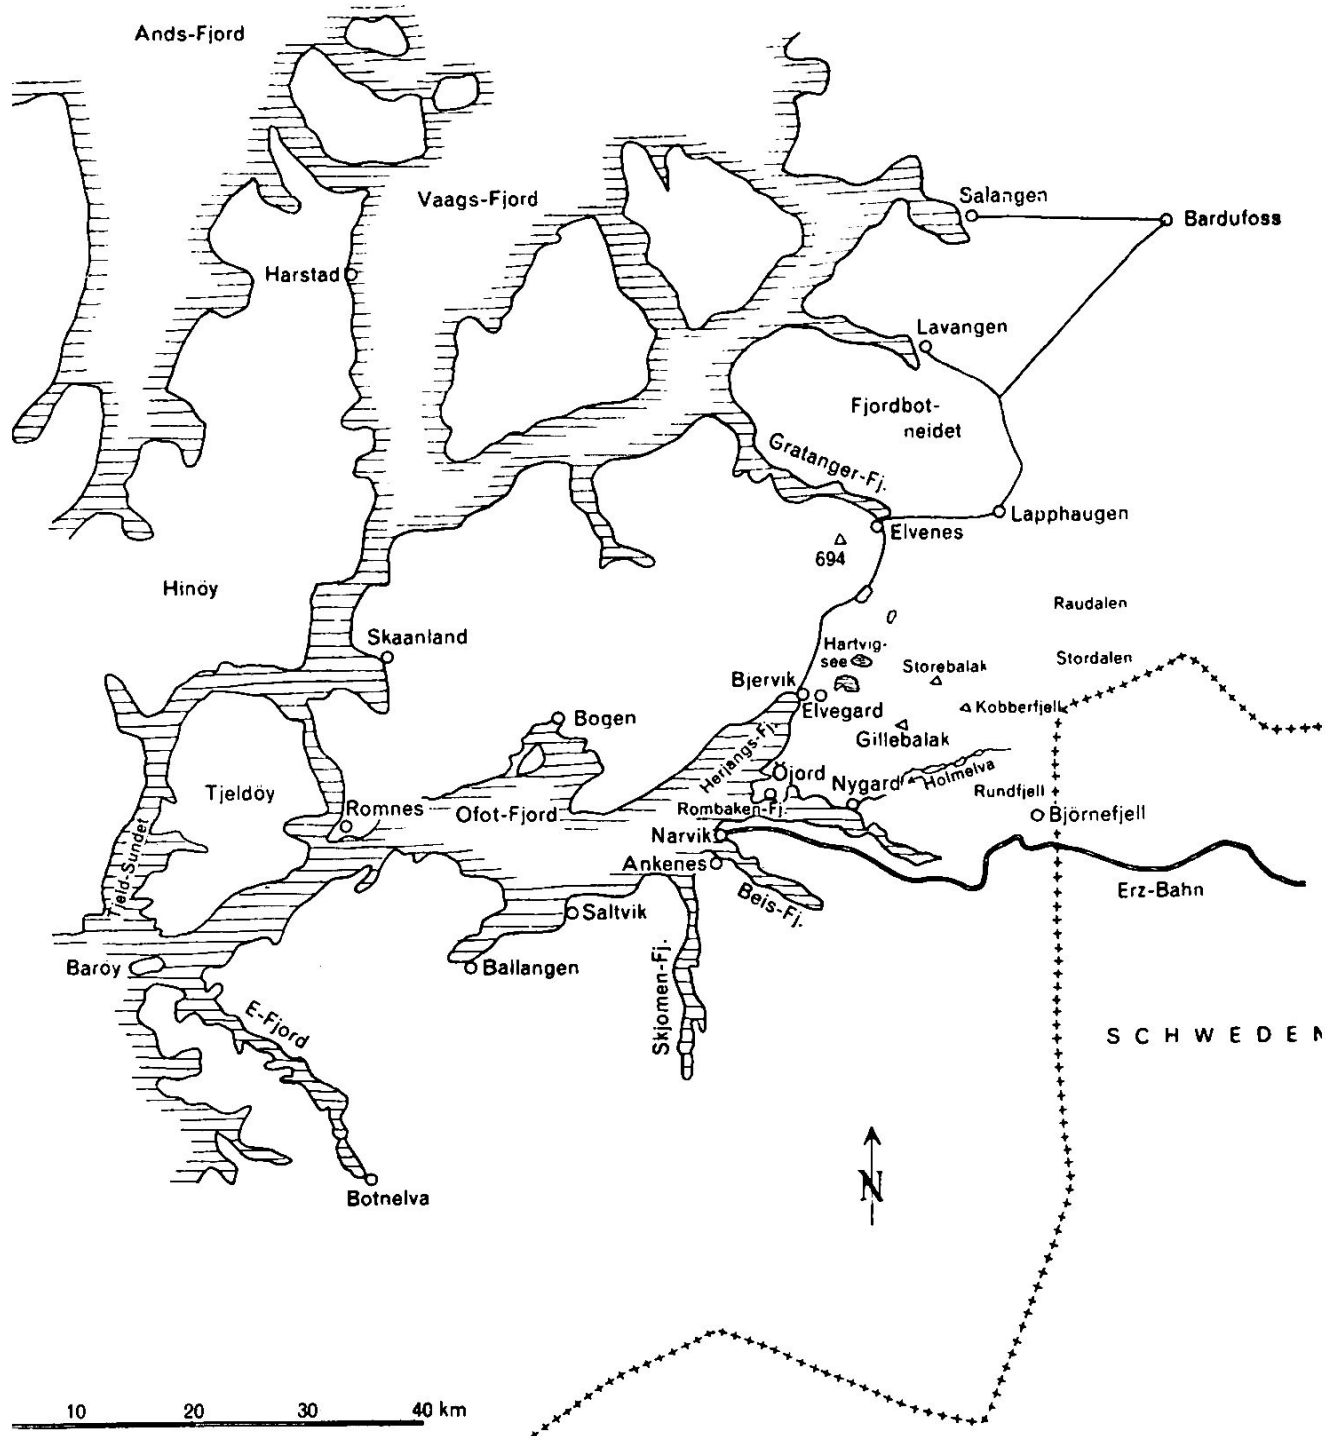 Ands-Fjord
Vaags-Fjord
Salangen
Bardufoss
Harstad
Lavangen
Fjordbot-
neidet
Gratanger-Fj.
Lapphaugen
Elvenes
694
Hinöy
Raudalen
Skaanland
Hartvig-
see
Stordalen
Storebalak
Bjervik
Elvegard
Kobberfjell
Bogen
Gillebalak
Herjangs-Fj.
Öjord
Nygard
Holmelva
Tjeldöy
Rundfjell
Romnes
Ofot-Fjord
Rombaken-Fj.
Björnefjell
Narvik
Tjeld-Sundet
Ankenes
Beis-Fj.
Erz-Bahn
Saltvik
Baröy
Ballangen
Skjomen-Fj.
E-Fjord
SCHWEDEN
N
Botnelva
10 20 30 40 km